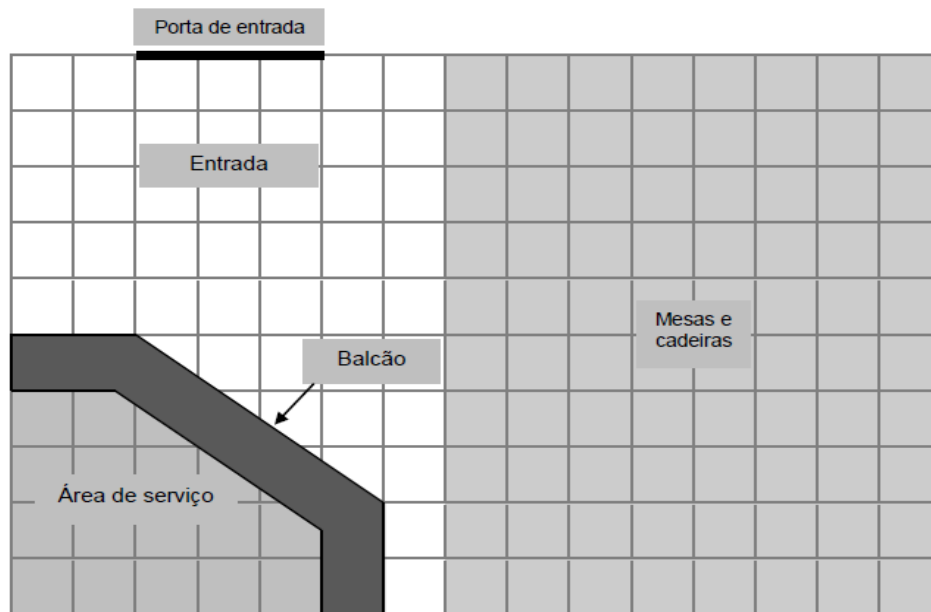 Porta de entrada
Entrada
Mesas e
cadeiras
Balcão
Área de serviço